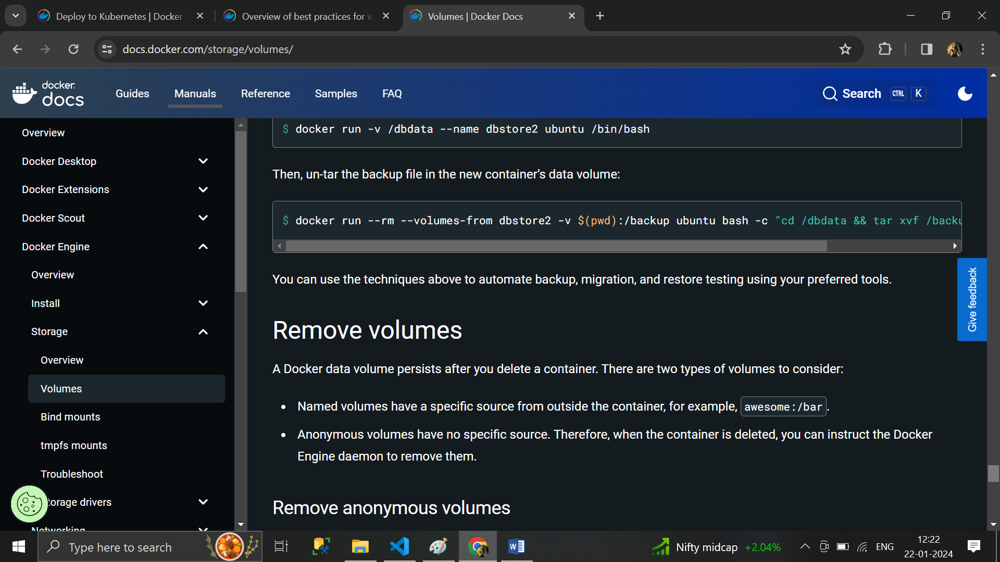 Deploy to Kubernetes | Docker
Overview of best practices for w
Volumes | Docker Docs
docs.docker.com/storage/volumes/
docker
docs
Guides
Manuals
Reference
Samples
FAQ
Search
CTRL
K
Overview
Docker Desktop
Docker Extensions
Docker Scout
Docker Engine
Overview
Install
Storage
Overview
Volumes
Bind mounts
tmpfs mounts
Troubleshoot
torage drivers
Networking
$ docker run -v /dbdata --name dbstore2 ubuntu /bin/bash
Then, un-tar the backup file in the new container’s data volume:
$ docker run --rm --volumes-from dbstore2 -v $(pwd):/backup ubuntu bash -c "cd /dbdata && tar xvf /backu
You can use the techniques above to automate backup, migration, and restore testing using your preferred tools.
Remove volumes
A Docker data volume persists after you delete a container. There are two types of volumes to consider:
• Named volumes have a specific source from outside the container, for example, awesome:/bar.
• Anonymous volumes have no specific source. Therefore, when the container is deleted, you can instruct the Docker
Engine daemon to remove them.
Remove anonymous volumes
Give feedback
Type here to search
Nifty midcap +2.04%
ENG
12:22
22-01-2024